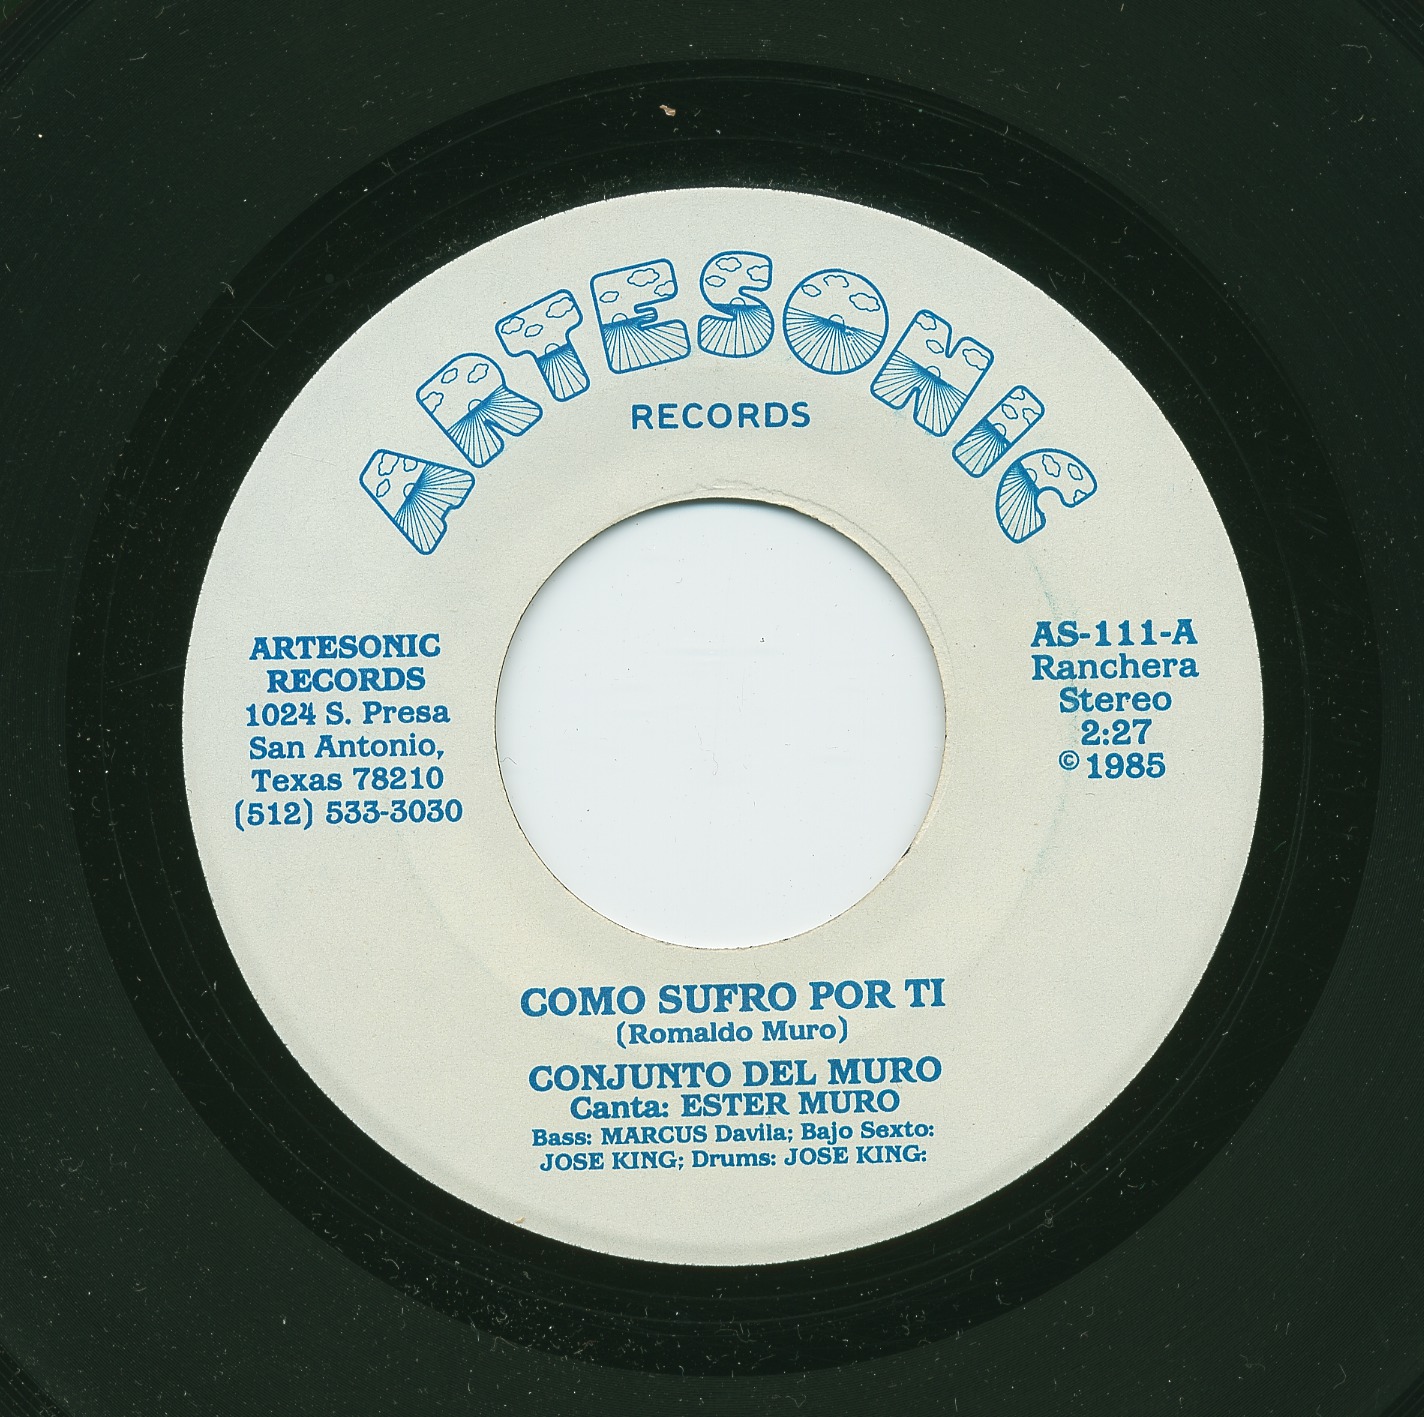 ARTESONIC
RECORDS
ARTESONIC
RECORDS
1024 S. Presa
San Antonio,
Texas 78210
(512) 533-3030
AS-111-A
Ranchera
Stereo
2:27
©1985
COMO SUFRO POR TI
(Romaldo Muro)
CONJUNTO DEL MURO
Canta: ESTER MURO
Bass: MARCUS Davila; Bajo Sexto:
JOSE KING; Drums: JOSE KING: